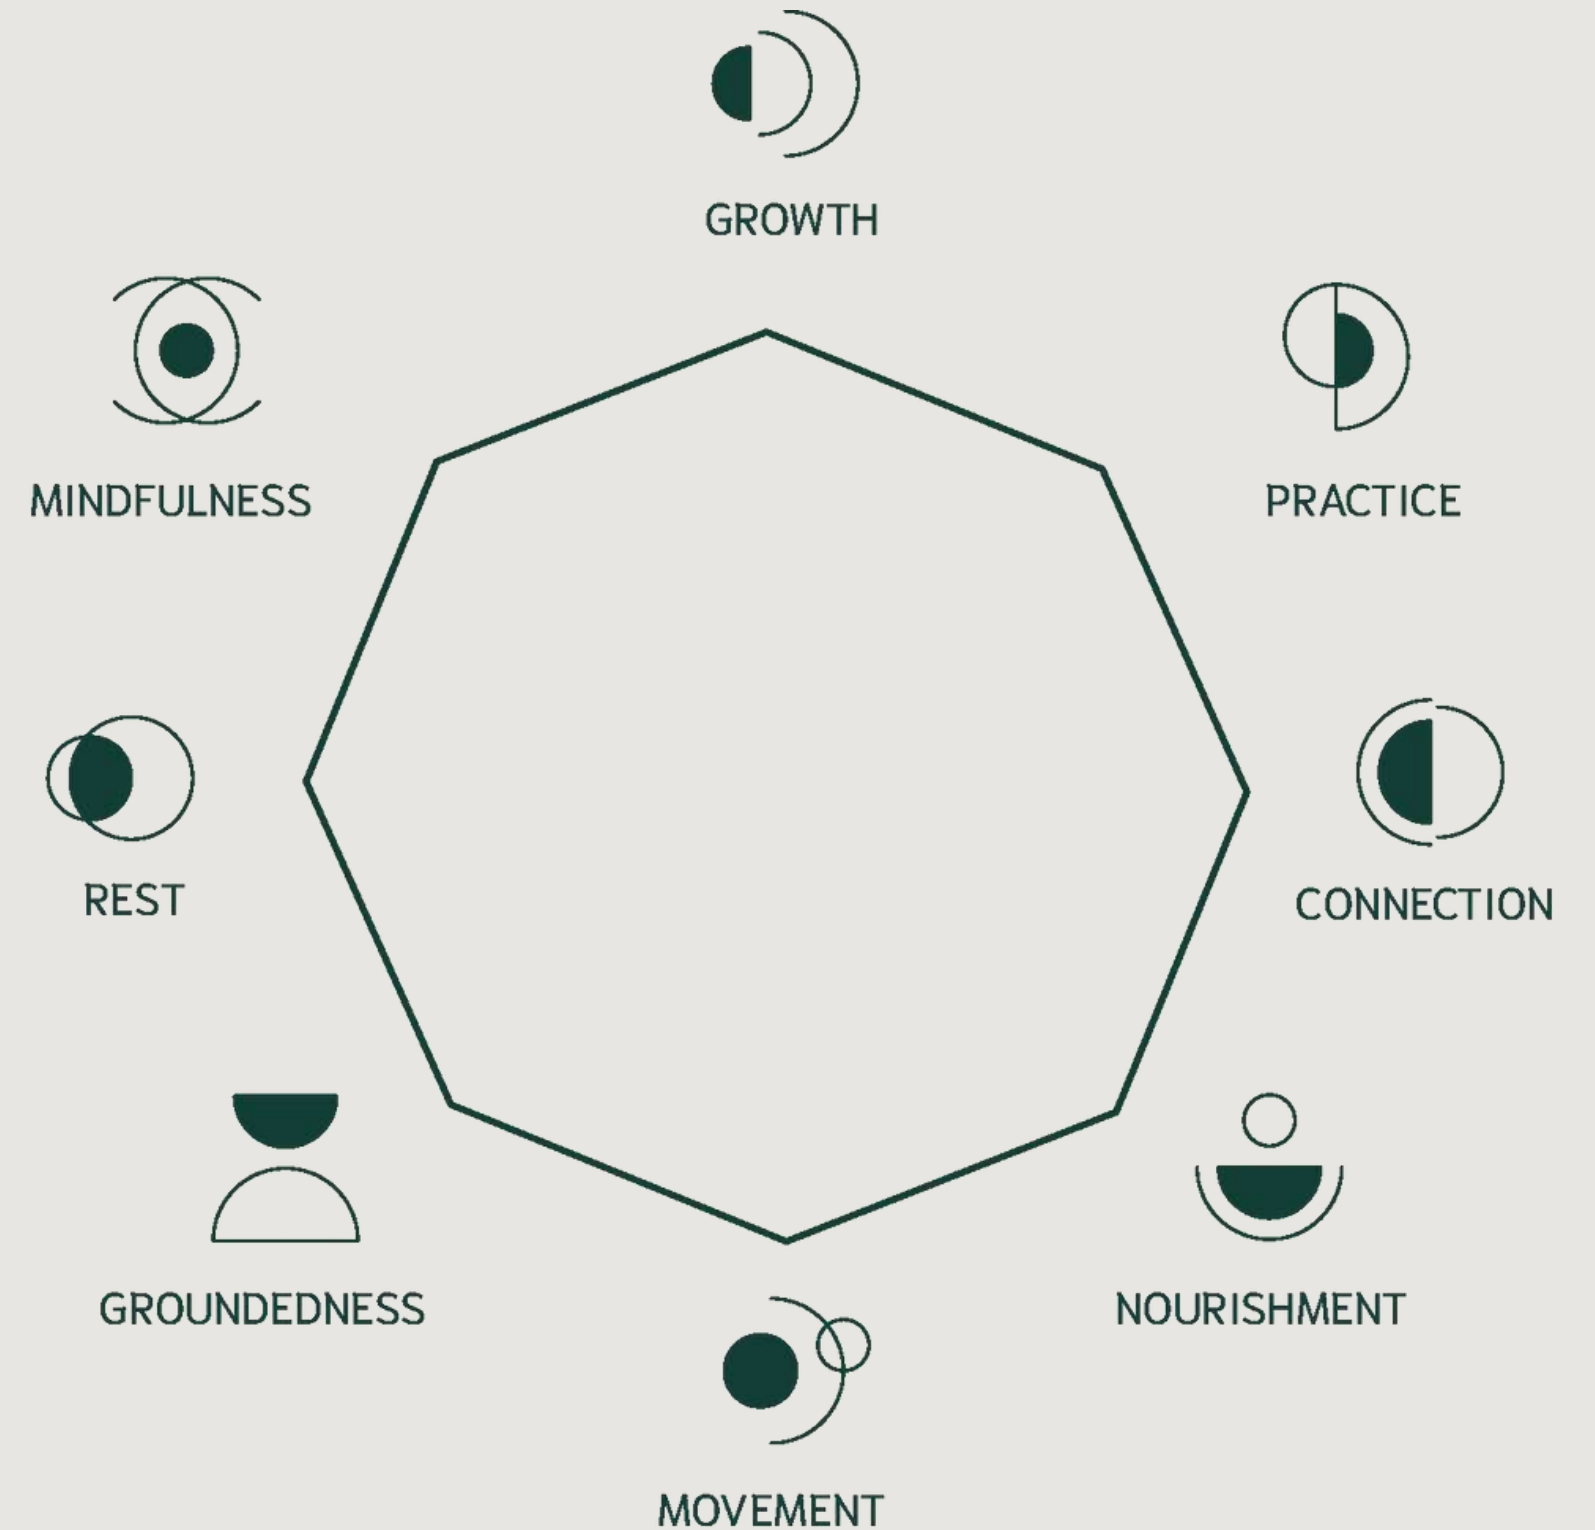 GROWTH
MINDFULNESS
PRACTICE
REST
CONNECTION
GROUNDEDNESS
NOURISHMENT
MOVEMENT